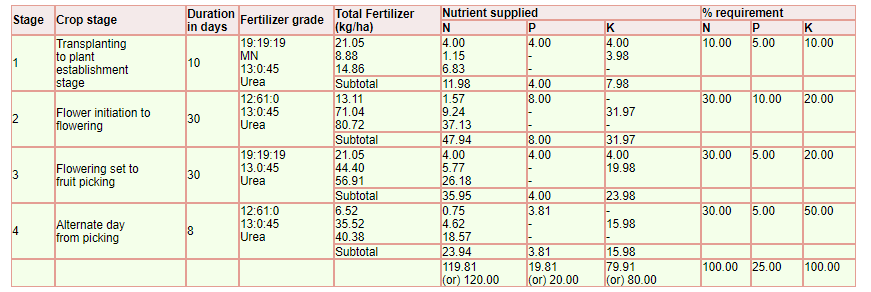 Stage Crop stage Duration in days Fertilizer grade Total Fertilizer (kg/ha) Nutrient supplied % requirement
N P K N P K
1 Transplanting to plant establishment stage 10
19:19:19 21.05 4.00 4.00 4.00 10.00 5.00 10.00
MN 8.88 1.15 - 3.98
13:0:45 14.86 6.83 - -
Urea
Subtotal 11.98 4.00 7.98
2 Flower initiation to flowering 30
12:61:0 13.11 1.57 8.00 - 30.00 10.00 20.00
13:0:45 71.04 9.24 - 31.97
Urea 80.72 37.13 - -
Subtotal 47.94 8.00 31.97
3 Flowering set to fruit picking 30
19:19:19 21.05 4.00 4.00 4.00 30.00 5.00 20.00
13.0:45 44.40 5.77 - 19.98
Urea 56.91 26.18 -
Subtotal 35.95 4.00 23.98
4 Alternate day from picking 8
12:61:0 6.52 0.75 3.81 - 30.00 5.00 50.00
13:0:45 35.52 4.62 - 15.98
Urea 40.38 18.57 - -
Subtotal 23.94 3.81 15.98
119.81 19.81 79.91 100.00 25.00 100.00
(or) 120.00 (or) 20.00 (or) 80.00